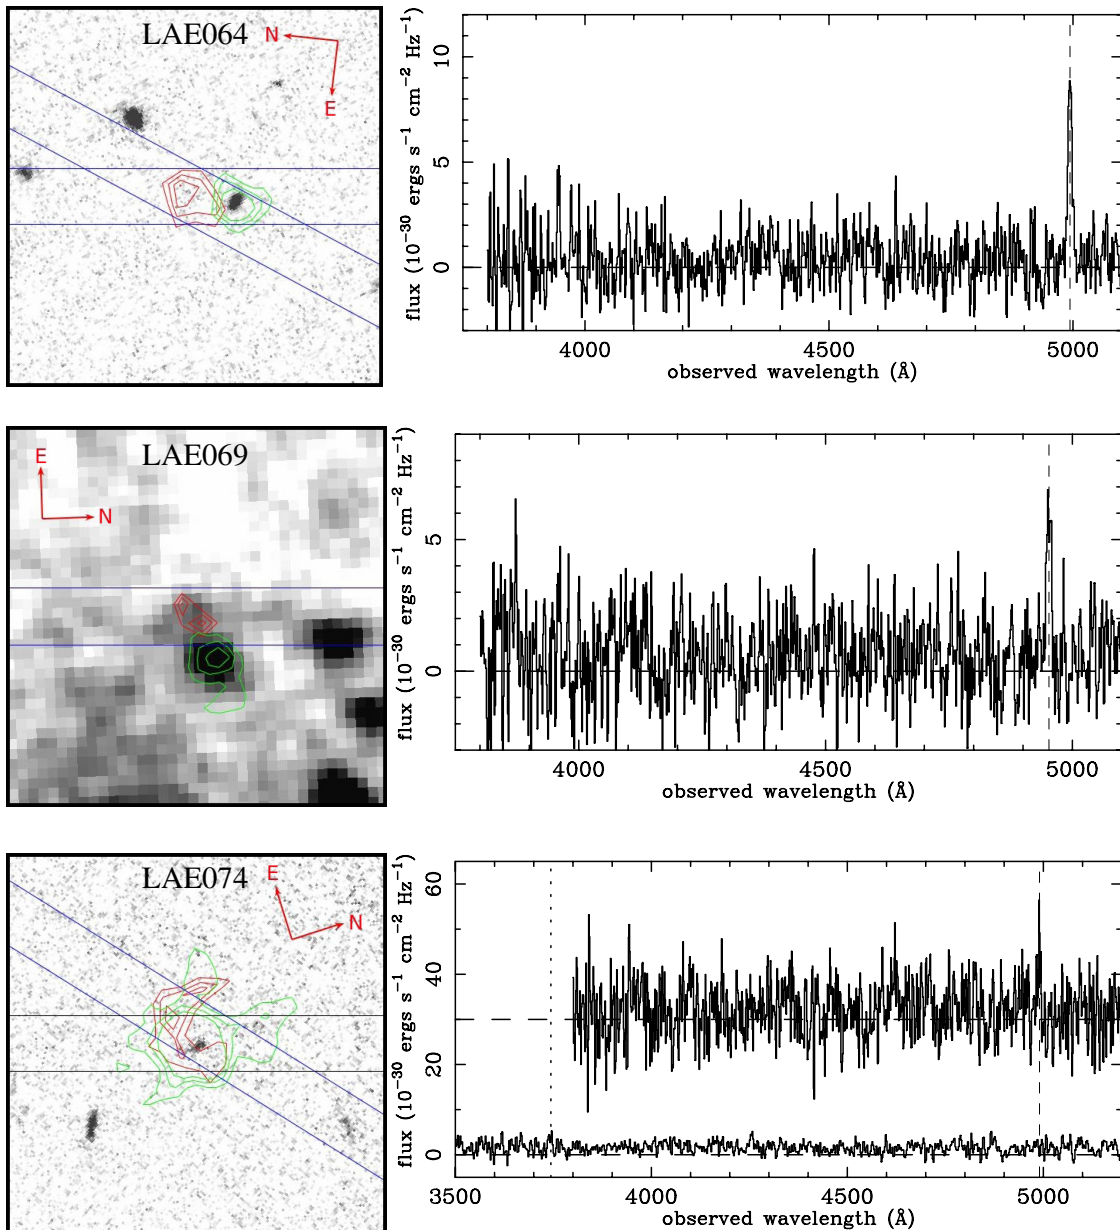 LAE064
N
E
flux (10⁻³⁰ ergs s⁻¹ cm⁻² Hz⁻¹)
10
5
0
4000 4500 5000
observed wavelength (Å)
LAE069
E
N
flux (10⁻³⁰ ergs s⁻¹ cm⁻² Hz⁻¹)
5
0
4000 4500 5000
observed wavelength (Å)
LAE074
E
N
flux (10⁻³⁰ ergs s⁻¹ cm⁻² Hz⁻¹)
60
40
20
0
3500 4000 4500 5000
observed wavelength (Å)